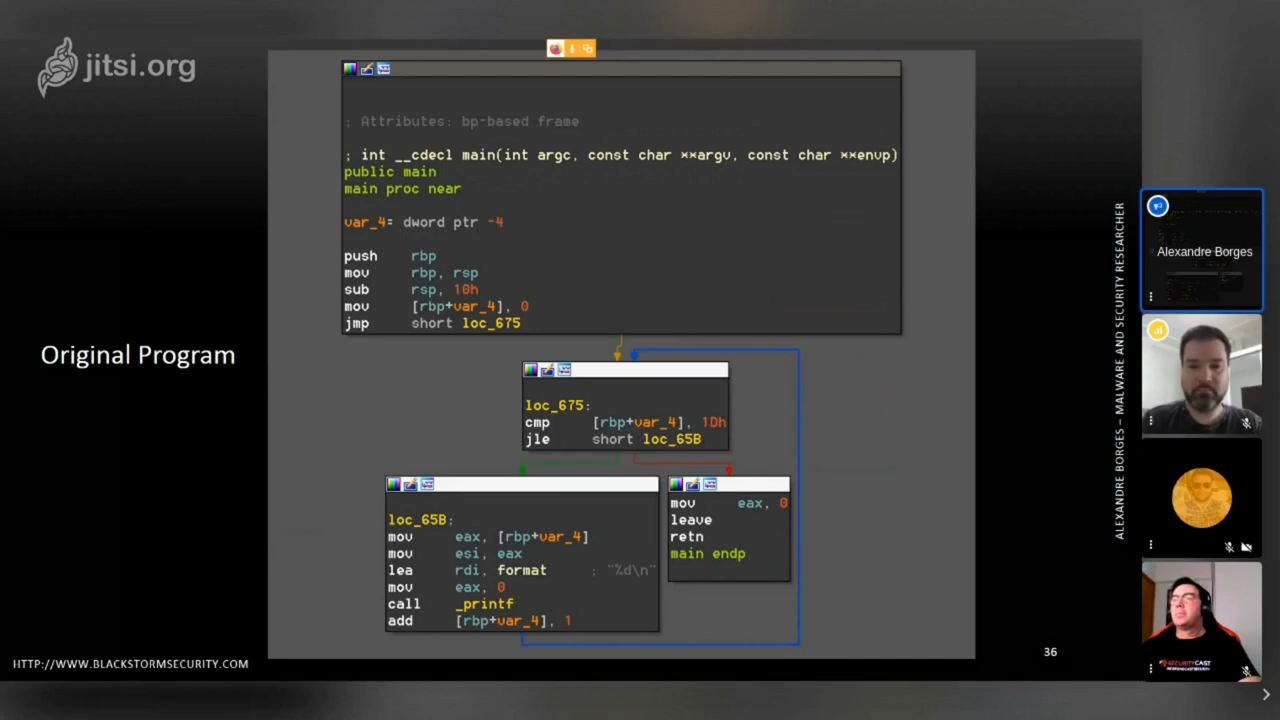 jitsi.org
; Attributes: bp-based frame
; int __cdecl main(int argc, const char **argv, const char **envp)
public main
main proc near
var_4= dword ptr -4
push rbp
mov rbp, rsp
sub rsp, 10h
mov [rbp+var_4], 0
jmp short loc_675
Original Program
loc_675:
cmp [rbp+var_4], 1Dh
jle short loc_65B
loc_65B:
mov eax, [rbp+var_4]
mov esi, eax
lea rdi, format ; "%d\n"
mov eax, 0
call _printf
add [rbp+var_4], 1
mov eax, 0
leave
retn
main endp
HTTP://WWW.BLACKSTORMSECURITY.COM
36
ALEXANDRE BORGES – MALWARE AND SECURITY RESEARCHER
Alexandre Borges
SECURITYCAST